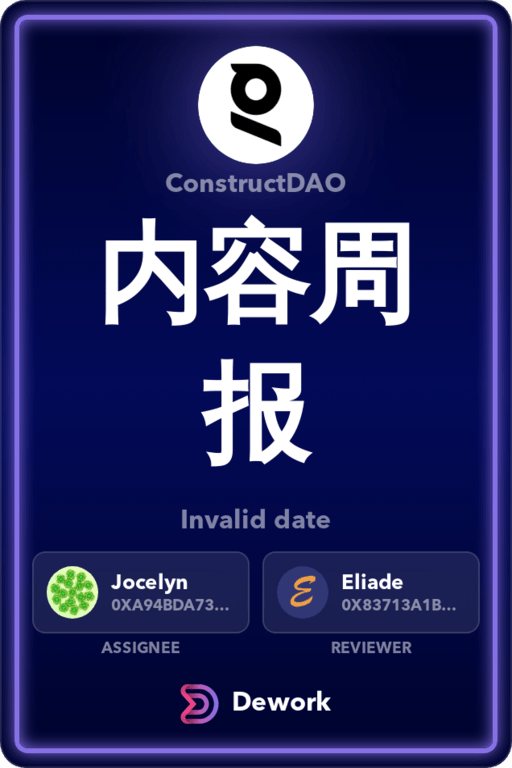 ConstructDAO
内容周
报
Invalid date
Jocelyn
0XA94BDA73...
ASSIGNEE
Eliade
0X83713A1B...
REVIEWER
Dework